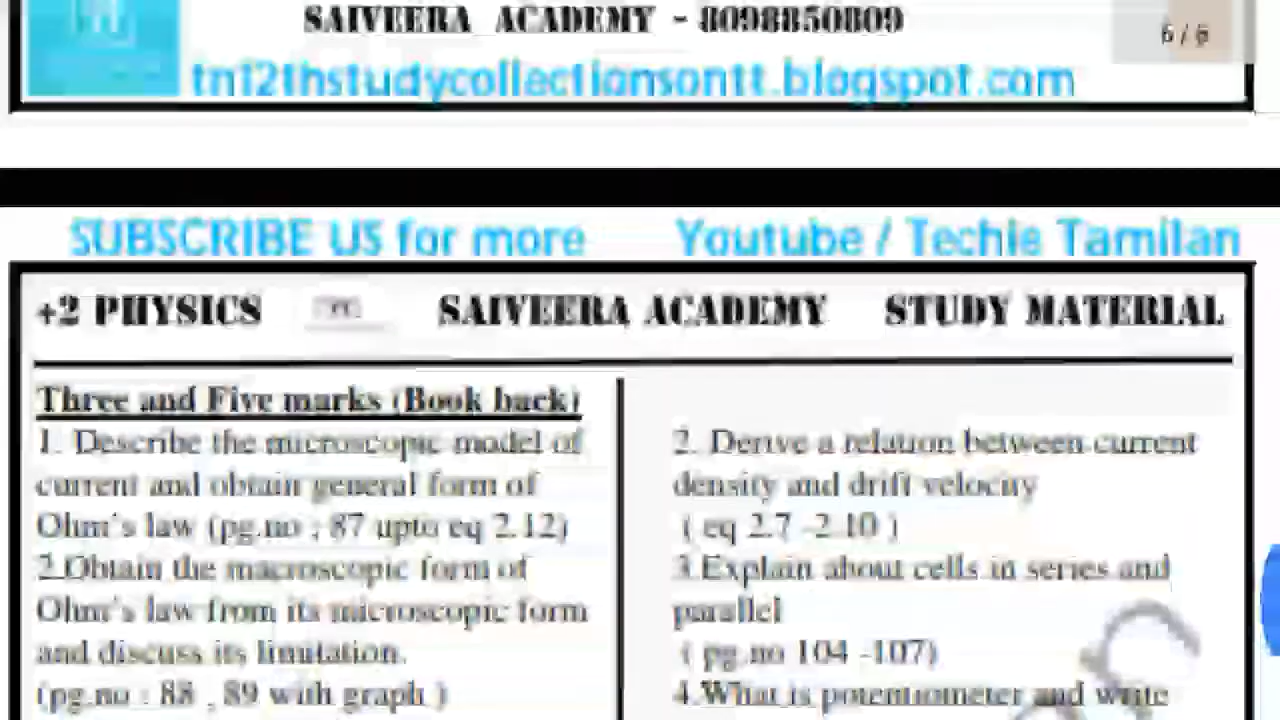 SAIVEERA ACADEMY - 8098850809
6 / 6
tn12thstudycollectionsontt.blogspot.com
SUBSCRIBE US for more Youtube / Techie Tamilan
+2 PHYSICS SAIVEERA ACADEMY STUDY MATERIAL
Three and Five marks (Book back)
1. Describe the microscopic model of
current and obtain general form of
Ohm's law (pg.no : 87 upto eq 2.12)
2.Obtain the macroscopic form of
Ohm's law from its microscopic form
and discuss its limitation.
(pg.no : 88 , 89 with graph )
2. Derive a relation between current
density and drift velocity
( eq 2.7 -2.10 )
3.Explain about cells in series and
parallel
( pg.no 104 -107)
4.What is potentiometer and write